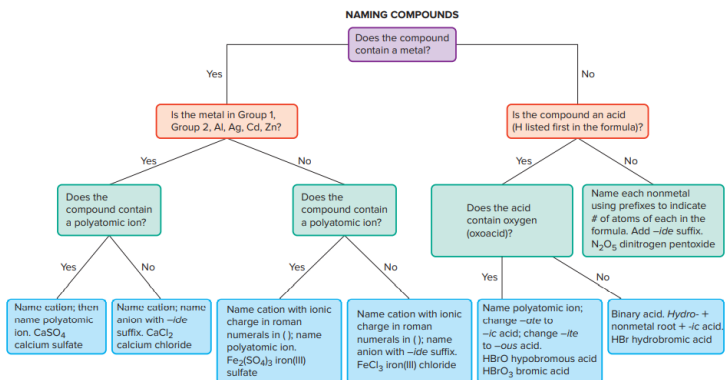 NAMING COMPOUNDS
Does the compound
contain a metal?
Yes
No
Is the metal in Group 1,
Group 2, Al, Ag, Cd, Zn?
Is the compound an acid
(H listed first in the formula)?
Yes
No
Yes
No
Does the
compound contain
a polyatomic ion?
Does the
compound contain
a polyatomic ion?
Does the acid
contain oxygen
(oxoacid)?
Name each nonmetal
using prefixes to indicate
# of atoms of each in the
formula. Add –ide suffix.
N₂O₅ dinitrogen pentoxide
Yes
No
Yes
No
Yes
No
Name cation; then
name polyatomic
ion. CaSO₄
calcium sulfate
Name cation; name
anion with –ide
suffix. CaCl₂
calcium chloride
Name cation with ionic
charge in roman
numerals in ( ); name
polyatomic ion.
Fe₂(SO₄)₃ iron(III)
sulfate
Name cation with ionic
charge in roman
numerals in ( ); name
anion with –ide suffix.
FeCl₃ iron(III) chloride
Name polyatomic ion;
change –ate to
–ic acid; change –ite
to –ous acid.
HBrO hypobromous acid
HBrO₃ bromic acid
Binary acid. Hydro- +
nonmetal root + -ic acid.
HBr hydrobromic acid